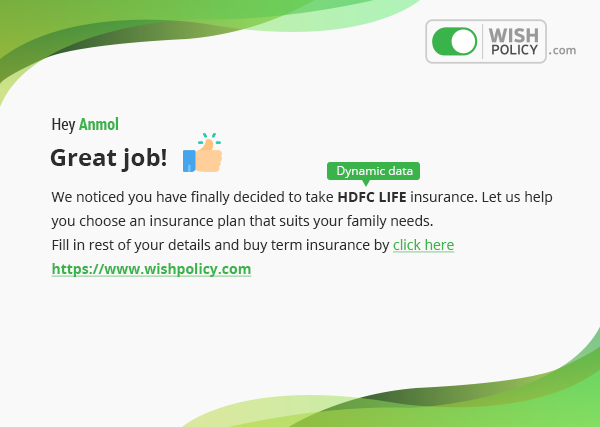 WISH
POLICY .com
Hey Anmol
Great job!
Dynamic data
We noticed you have finally decided to take HDFC LIFE insurance. Let us help
you choose an insurance plan that suits your family needs.
Fill in rest of your details and buy term insurance by click here
https://www.wishpolicy.com